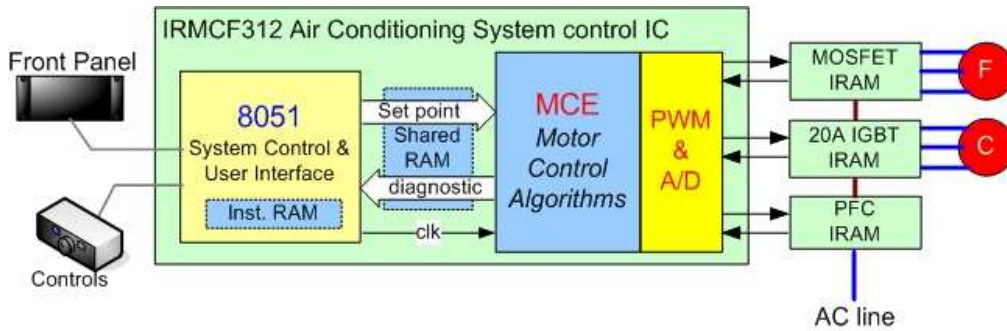 IRMCF312 Air Conditioning System control IC
Front Panel
Controls
8051
System Control &
User Interface
Inst. RAM
Set point
Shared
RAM
diagnostic
clk
MCE
Motor
Control
Algorithms
PWM
&
A/D
MOSFET
IRAM
F
20A IGBT
IRAM
C
PFC
IRAM
AC line